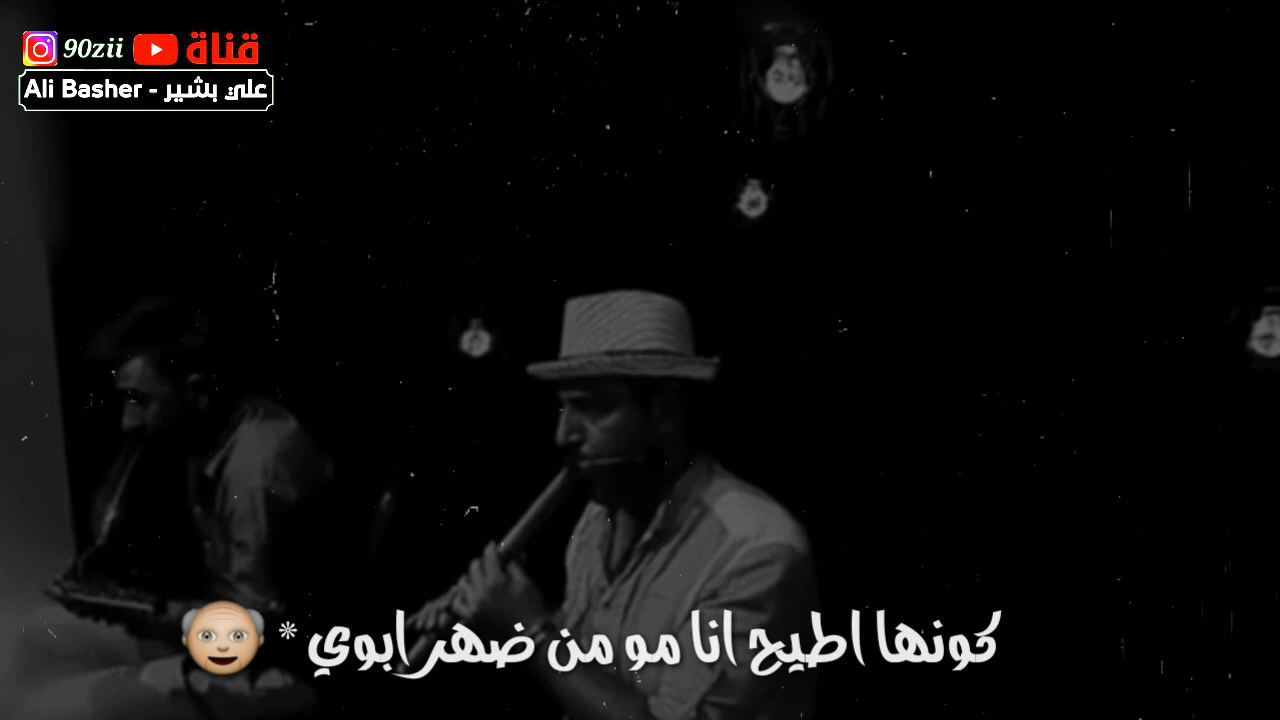 90zii قناة
Ali Basher - علي بشير
كونها اطيح انا مو من ضهر ابوي *